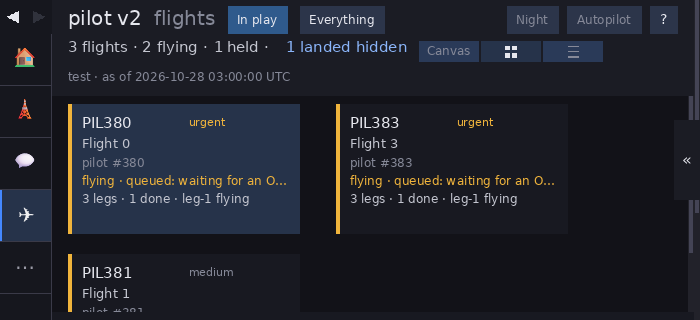 pilot v2 flights In play Everything Night Autopilot ?
3 flights · 2 flying · 1 held · 1 landed hidden Canvas
test · as of 2026-10-28 03:00:00 UTC
PIL380 urgent
Flight 0
pilot #380
flying · queued: waiting for an O…
3 legs · 1 done · leg-1 flying
PIL383 urgent
Flight 3
pilot #383
flying · queued: waiting for an O…
3 legs · 1 done · leg-1 flying
PIL381 medium
Flight 1
pilot #381